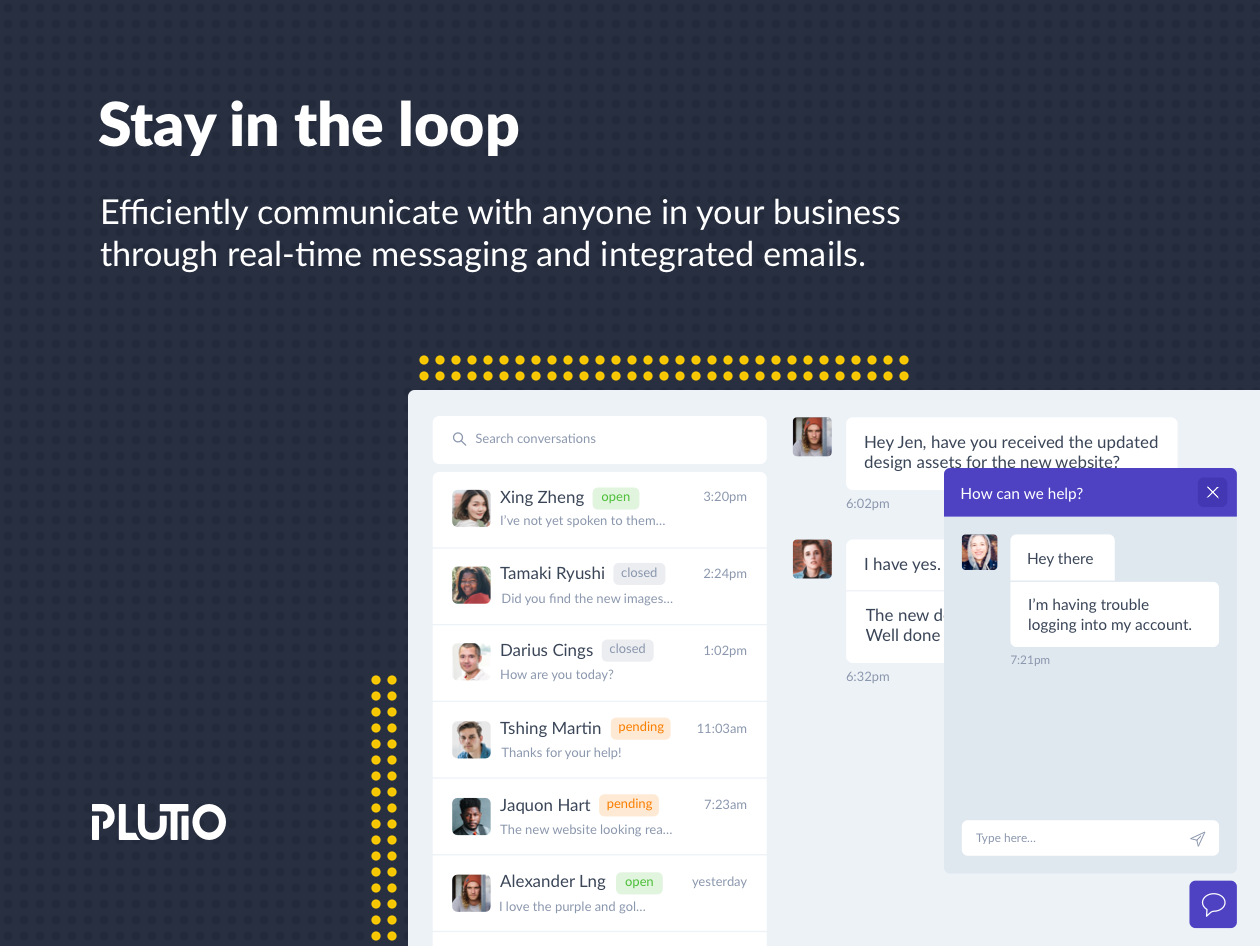 Stay in the loop
Efficiently communicate with anyone in your business
through real-time messaging and integrated emails.
Search conversations
Xing Zheng open 3:20pm
I've not yet spoken to them...
Tamaki Ryushi closed 2:24pm
Did you find the new images...
Darius Cings closed 1:02pm
How are you today?
Tshing Martin pending 11:03am
Thanks for your help!
Jaquon Hart pending 7:23am
The new website looking rea...
Alexander Lng open yesterday
I love the purple and gol...
Hey Jen, have you received the updated
design assets for the new website?
6:02pm
I have yes.
The new d
Well done
6:32pm
How can we help?
Hey there
I'm having trouble
logging into my account.
7:21pm
Type here...
PLUTIO